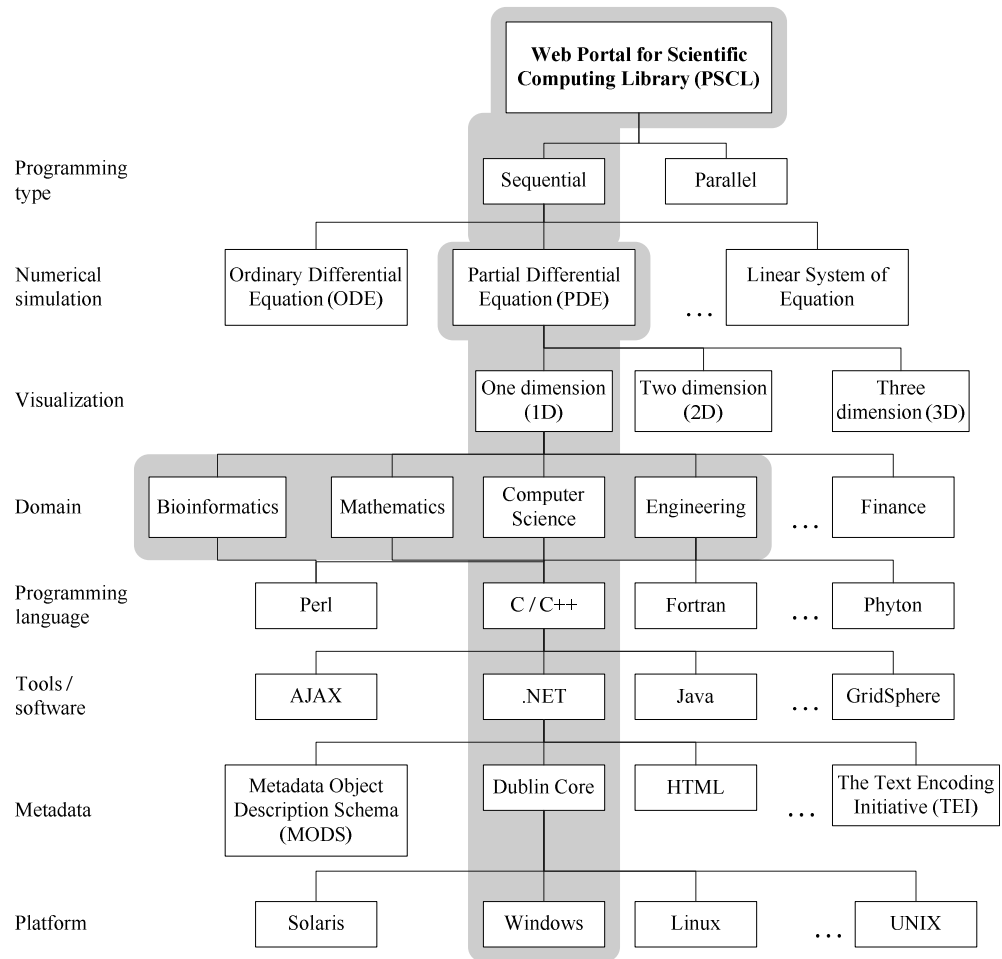 Web Portal for Scientific
Computing Library (PSCL)
Programming
type
Sequential
Parallel
Numerical
simulation
Ordinary Differential
Equation (ODE)
Partial Differential
Equation (PDE)
...
Linear System of
Equation
Visualization
One dimension
(1D)
Two dimension
(2D)
Three
dimension (3D)
Domain
Bioinformatics
Mathematics
Computer
Science
Engineering
...
Finance
Programming
language
Perl
C / C++
Fortran
...
Phyton
Tools /
software
AJAX
.NET
Java
...
GridSphere
Metadata
Metadata Object
Description Schema
(MODS)
Dublin Core
HTML
...
The Text Encoding
Initiative (TEI)
Platform
Solaris
Windows
Linux
...
UNIX